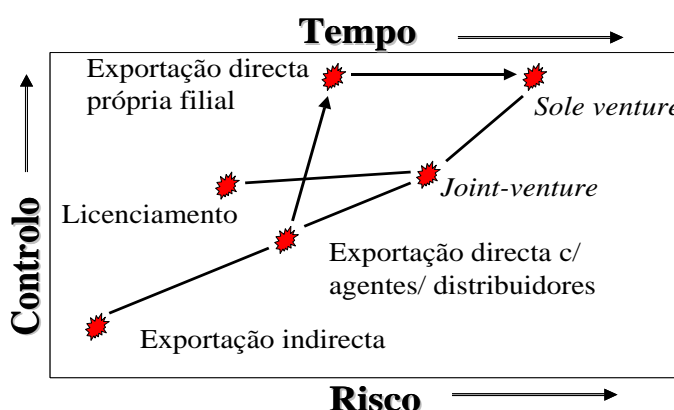 Tempo
Exportação directa
própria filial
Sole venture
Controlo
Licenciamento
Joint-venture
Exportação directa c/
agentes/ distribuidores
Exportação indirecta
Risco